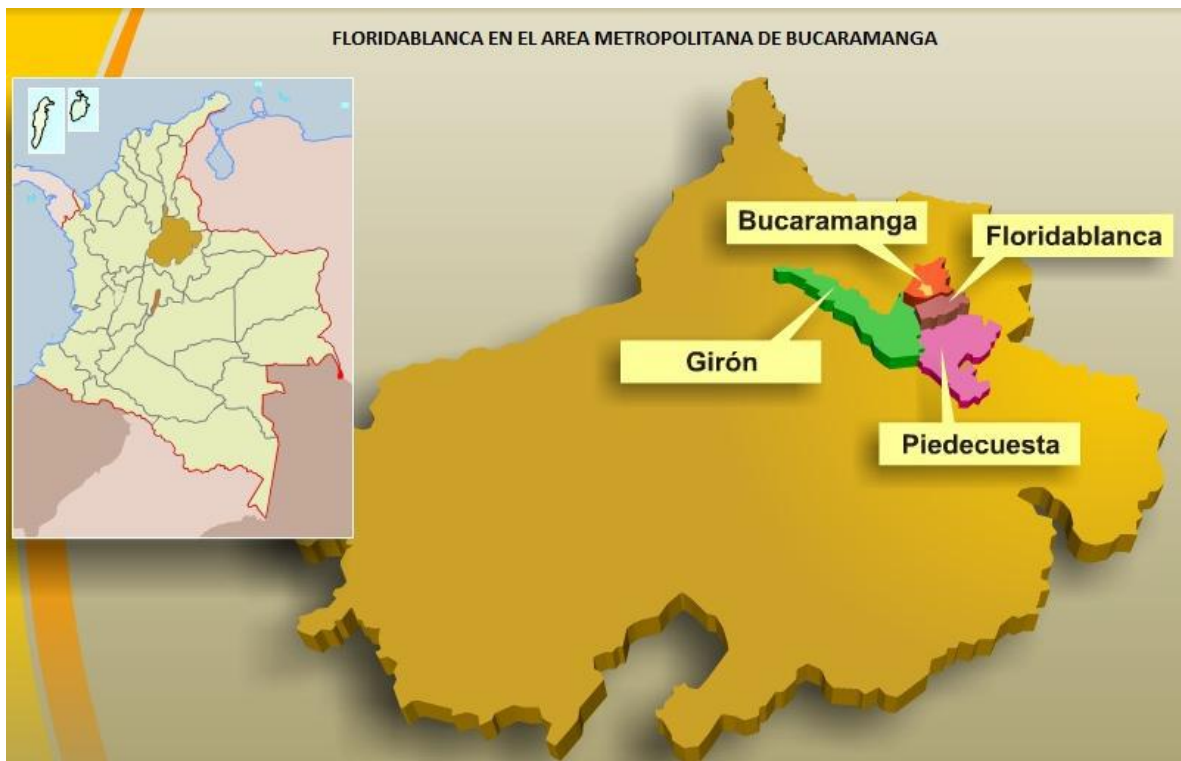 FLORIDABLANCA EN EL AREA METROPOLITANA DE BUCARAMANGA
Bucaramanga
Floridablanca
Girón
Piedecuesta